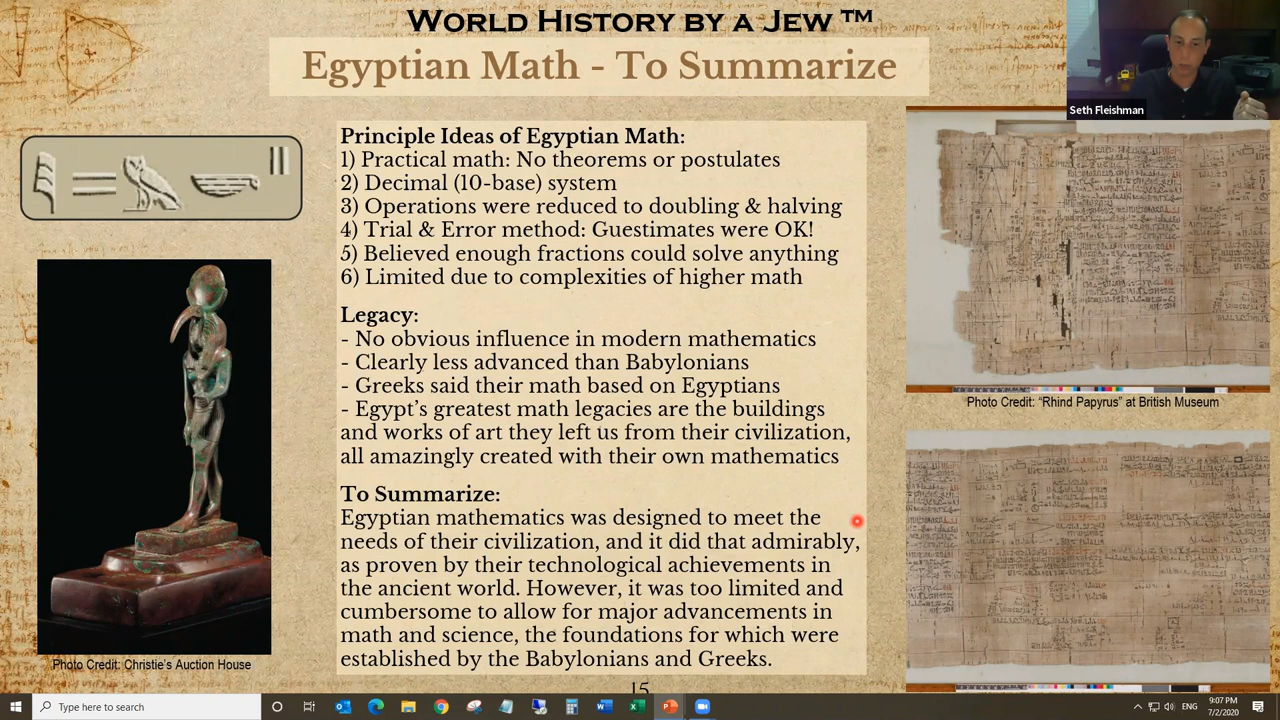 WORLD HISTORY BY A JEW ™
Egyptian Math - To Summarize
Seth Fleishman
Principle Ideas of Egyptian Math:
1) Practical math: No theorems or postulates
2) Decimal (10-base) system
3) Operations were reduced to doubling & halving
4) Trial & Error method: Guestimates were OK!
5) Believed enough fractions could solve anything
6) Limited due to complexities of higher math
Legacy:
- No obvious influence in modern mathematics
- Clearly less advanced than Babylonians
- Greeks said their math based on Egyptians
- Egypt’s greatest math legacies are the buildings
and works of art they left us from their civilization,
all amazingly created with their own mathematics
To Summarize:
Egyptian mathematics was designed to meet the
needs of their civilization, and it did that admirably,
as proven by their technological achievements in
the ancient world. However, it was too limited and
cumbersome to allow for major advancements in
math and science, the foundations for which were
established by the Babylonians and Greeks.
Photo Credit: Christie's Auction House
Photo Credit: “Rhind Papyrus” at British Museum
15
Type here to search
ENG
9:07 PM
7/2/2020